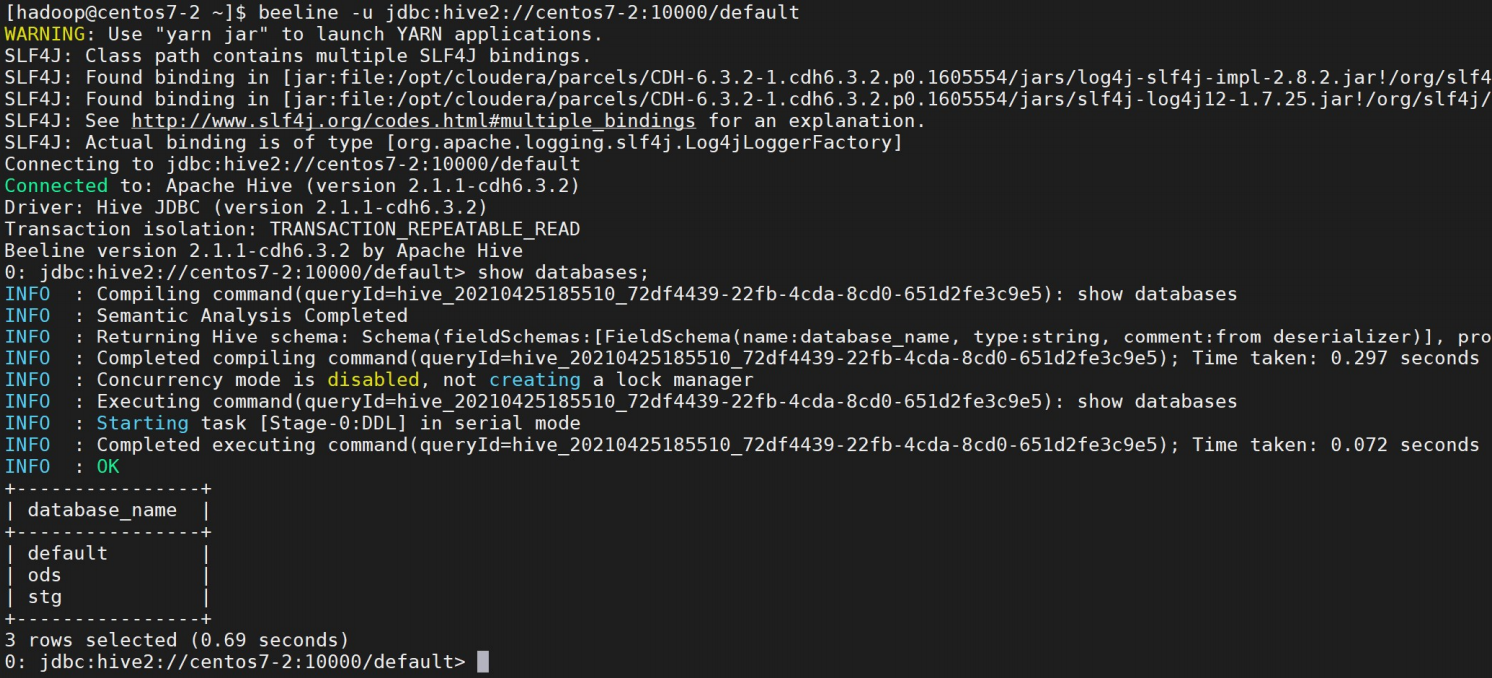 [hadoop@centos7-2 ~]$ beeline -u jdbc:hive2://centos7-2:10000/default
WARNING: Use "yarn jar" to launch YARN applications.
SLF4J: Class path contains multiple SLF4J bindings.
SLF4J: Found binding in [jar:file:/opt/cloudera/parcels/CDH-6.3.2-1.cdh6.3.2.p0.1605554/jars/log4j-slf4j-impl-2.8.2.jar!/org/slf4
SLF4J: Found binding in [jar:file:/opt/cloudera/parcels/CDH-6.3.2-1.cdh6.3.2.p0.1605554/jars/slf4j-log4j12-1.7.25.jar!/org/slf4j/
SLF4J: See http://www.slf4j.org/codes.html#multiple_bindings for an explanation.
SLF4J: Actual binding is of type [org.apache.logging.slf4j.Log4jLoggerFactory]
Connecting to jdbc:hive2://centos7-2:10000/default
Connected to: Apache Hive (version 2.1.1-cdh6.3.2)
Driver: Hive JDBC (version 2.1.1-cdh6.3.2)
Transaction isolation: TRANSACTION_REPEATABLE_READ
Beeline version 2.1.1-cdh6.3.2 by Apache Hive
0: jdbc:hive2://centos7-2:10000/default> show databases;
INFO  : Compiling command(queryId=hive_20210425185510_72df4439-22fb-4cda-8cd0-651d2fe3c9e5): show databases
INFO  : Semantic Analysis Completed
INFO  : Returning Hive schema: Schema(fieldSchemas:[FieldSchema(name:database_name, type:string, comment:from deserializer)], pro
INFO  : Completed compiling command(queryId=hive_20210425185510_72df4439-22fb-4cda-8cd0-651d2fe3c9e5); Time taken: 0.297 seconds
INFO  : Concurrency mode is disabled, not creating a lock manager
INFO  : Executing command(queryId=hive_20210425185510_72df4439-22fb-4cda-8cd0-651d2fe3c9e5): show databases
INFO  : Starting task [Stage-0:DDL] in serial mode
INFO  : Completed executing command(queryId=hive_20210425185510_72df4439-22fb-4cda-8cd0-651d2fe3c9e5); Time taken: 0.072 seconds
INFO  : OK
+----------------+
| database_name  |
+----------------+
| default        |
| ods            |
| stg            |
+----------------+
3 rows selected (0.69 seconds)
0: jdbc:hive2://centos7-2:10000/default>